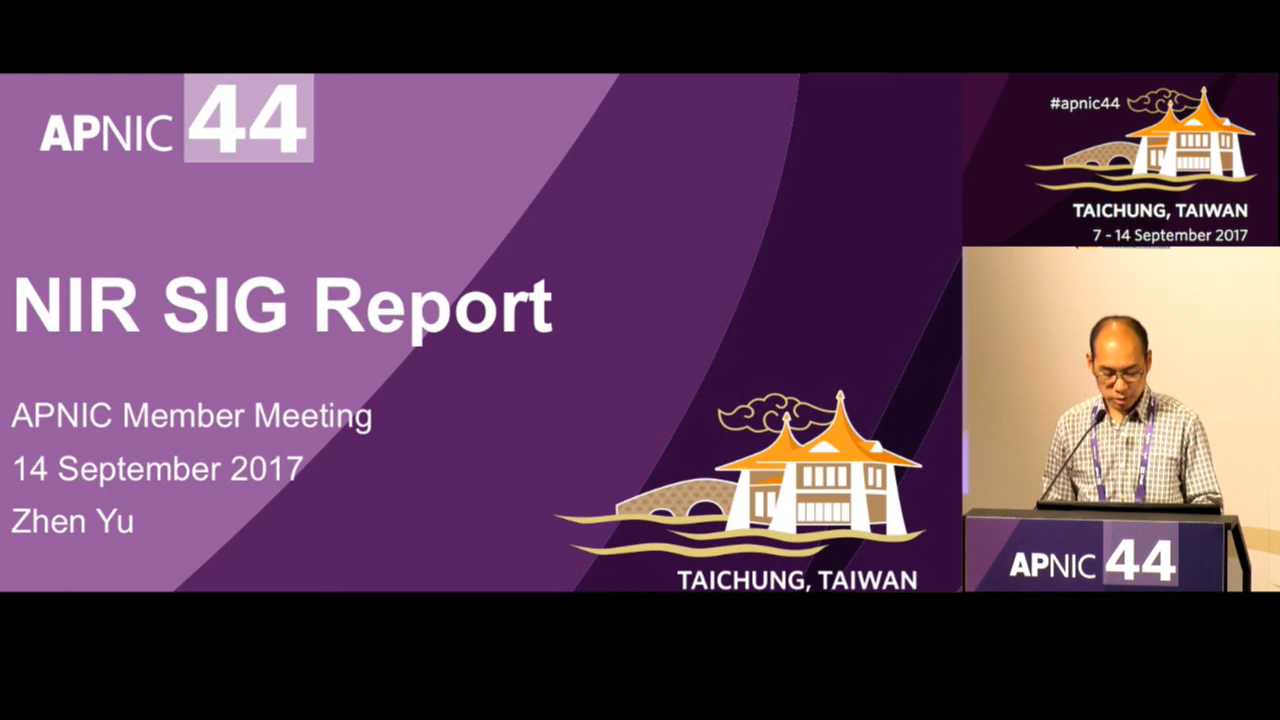 APNIC 44
NIR SIG Report
APNIC Member Meeting
14 September 2017
Zhen Yu
TAICHUNG, TAIWAN
#apnic44
TAICHUNG, TAIWAN
7 - 14 September 2017
APNIC 44